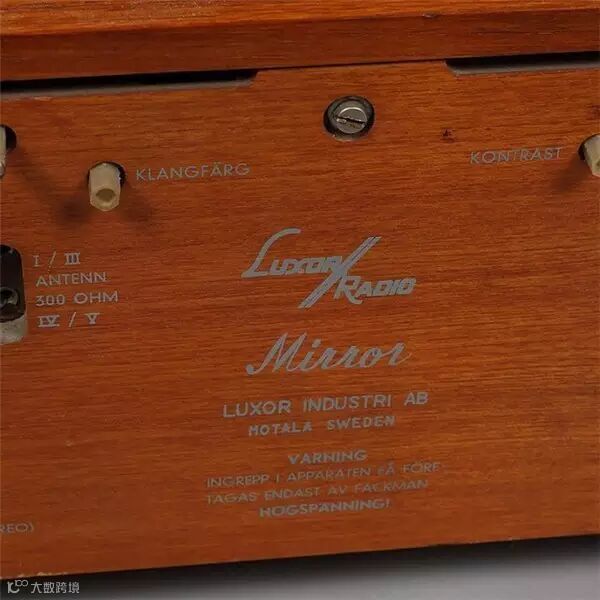 KLANGFÄRG
KONTRAST
I / III
ANTENN
300 OHM
IV / V
LUXOR RADIO
Mirror
LUXOR INDUSTRI AB
MOTALA SWEDEN
VARNING
INGREPP I APPARATEN FÅ FÖRE-
TAGAS ENDAST AV FACKMAN
HÖGSPÄNNING!
REO)
大数跨境